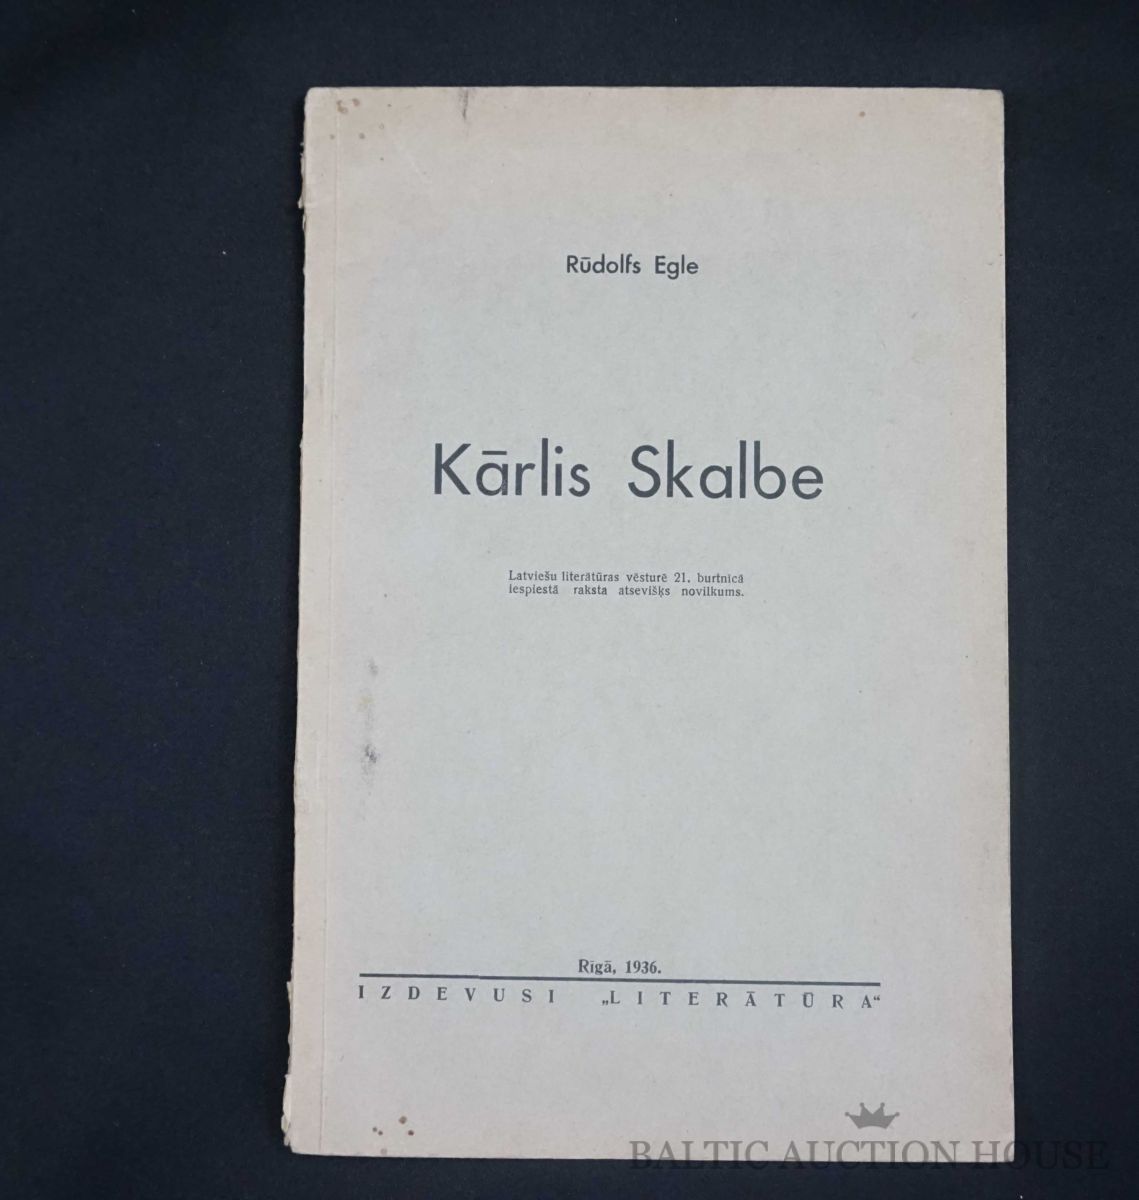 Rūdolfs Egle
Kārlis Skalbe
Latviešu literātūras vēsturē 21. burtnīcā
iespiestā raksta atsevišķs novilkums.
Rīgā, 1936.
IZDEVUSI „LITERĀTŪRA“
BALTIC AUCTION HOUSE